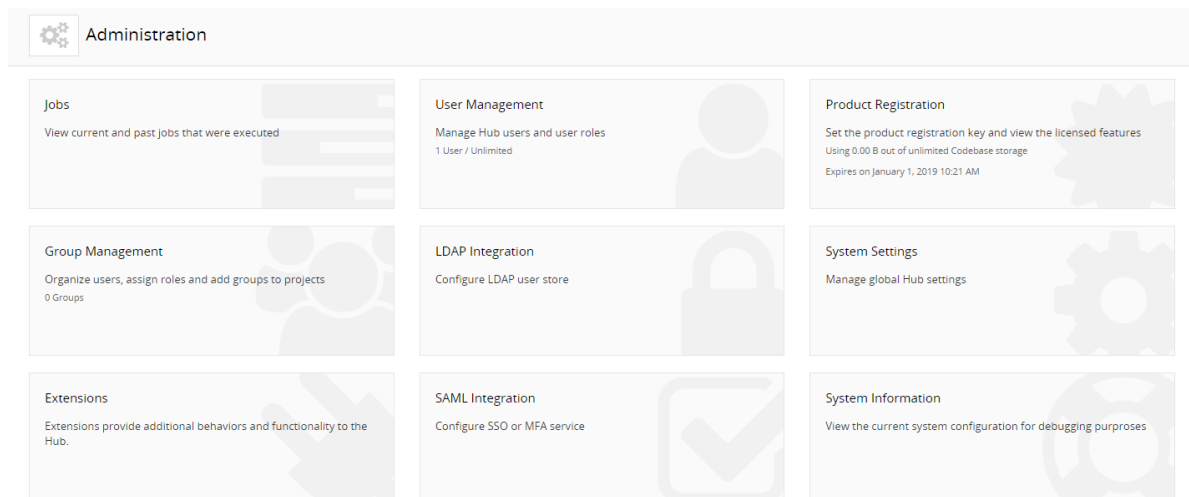 Administration
Jobs
View current and past jobs that were executed
User Management
Manage Hub users and user roles
1 User / Unlimited
Product Registration
Set the product registration key and view the licensed features
Using 0.00 B out of unlimited Codebase storage
Expires on January 1, 2019 10:21 AM
Group Management
Organize users, assign roles and add groups to projects
0 Groups
LDAP Integration
Configure LDAP user store
System Settings
Manage global Hub settings
Extensions
Extensions provide additional behaviors and functionality to the
Hub.
SAML Integration
Configure SSO or MFA service
System Information
View the current system configuration for debugging purproses